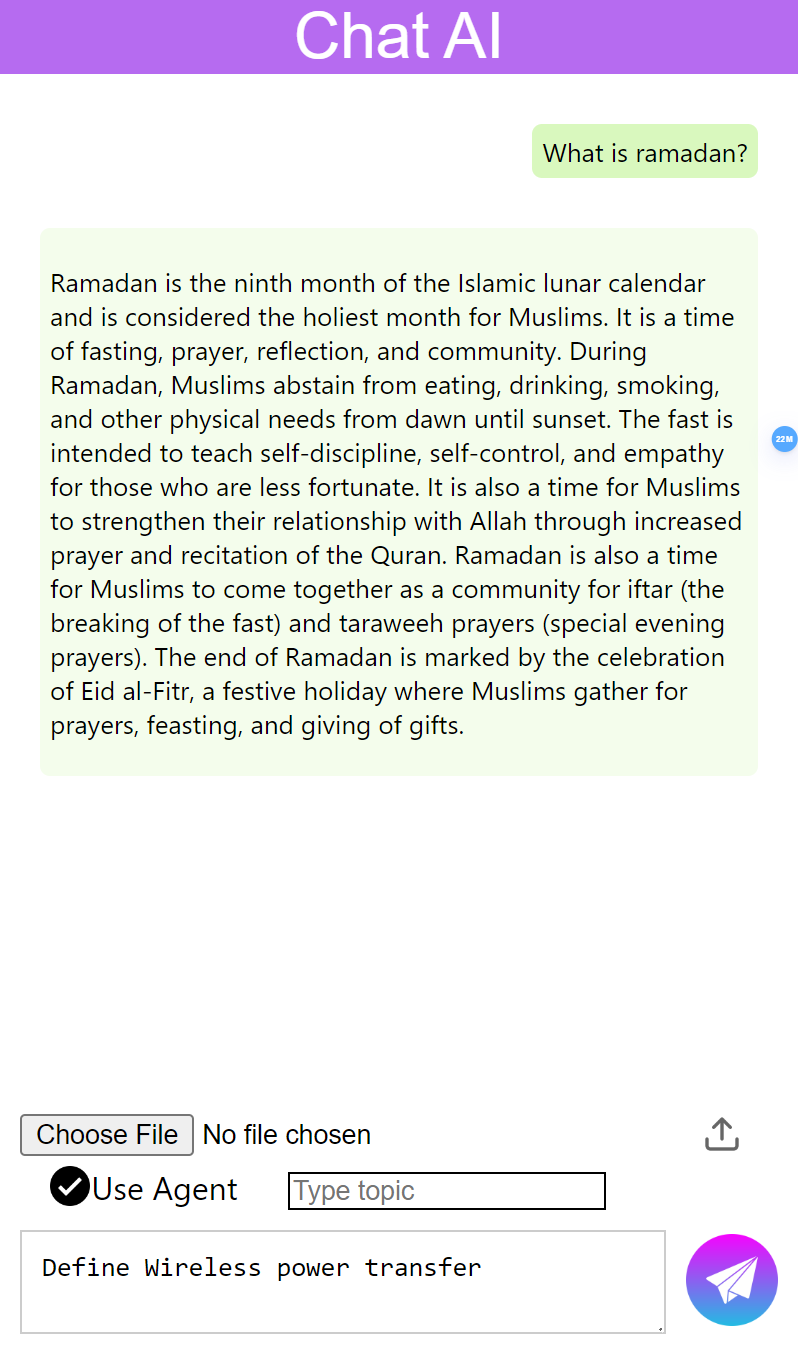 Chat AI
What is ramadan?
Ramadan is the ninth month of the Islamic lunar calendar
and is considered the holiest month for Muslims. It is a time
of fasting, prayer, reflection, and community. During
Ramadan, Muslims abstain from eating, drinking, smoking,
and other physical needs from dawn until sunset. The fast is
intended to teach self-discipline, self-control, and empathy
for those who are less fortunate. It is also a time for Muslims
to strengthen their relationship with Allah through increased
prayer and recitation of the Quran. Ramadan is also a time
for Muslims to come together as a community for iftar (the
breaking of the fast) and taraweeh prayers (special evening
prayers). The end of Ramadan is marked by the celebration
of Eid al-Fitr, a festive holiday where Muslims gather for
prayers, feasting, and giving of gifts.
22M
Choose File No file chosen
Use Agent Type topic
Define Wireless power transfer